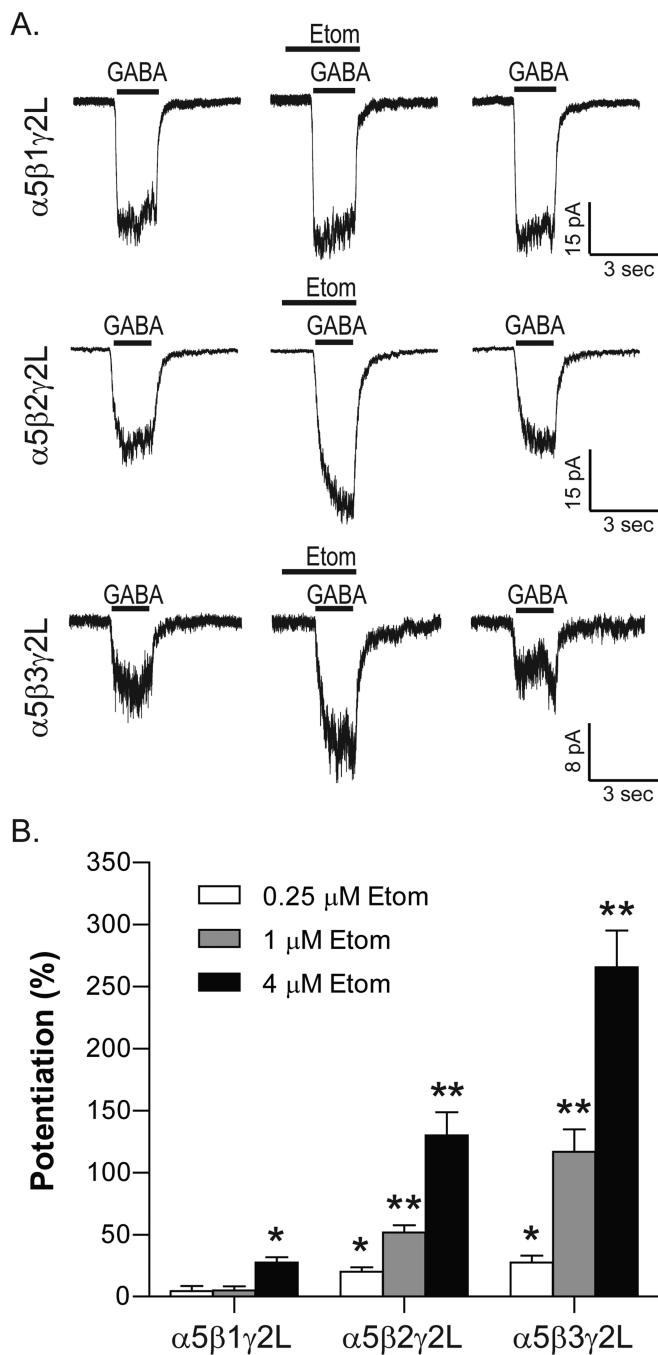 A.
Etom
GABA GABA GABA
α5β1γ2L
15 pA
3 sec
Etom
GABA GABA GABA
α5β2γ2L
15 pA
3 sec
Etom
GABA GABA GABA
α5β3γ2L
8 pA
3 sec
B.
Potentiation (%)
350
300
250
200
150
100
50
0
0.25 μM Etom
1 μM Etom
4 μM Etom
*
* ** **
* ** **
α5β1γ2L α5β2γ2L α5β3γ2L